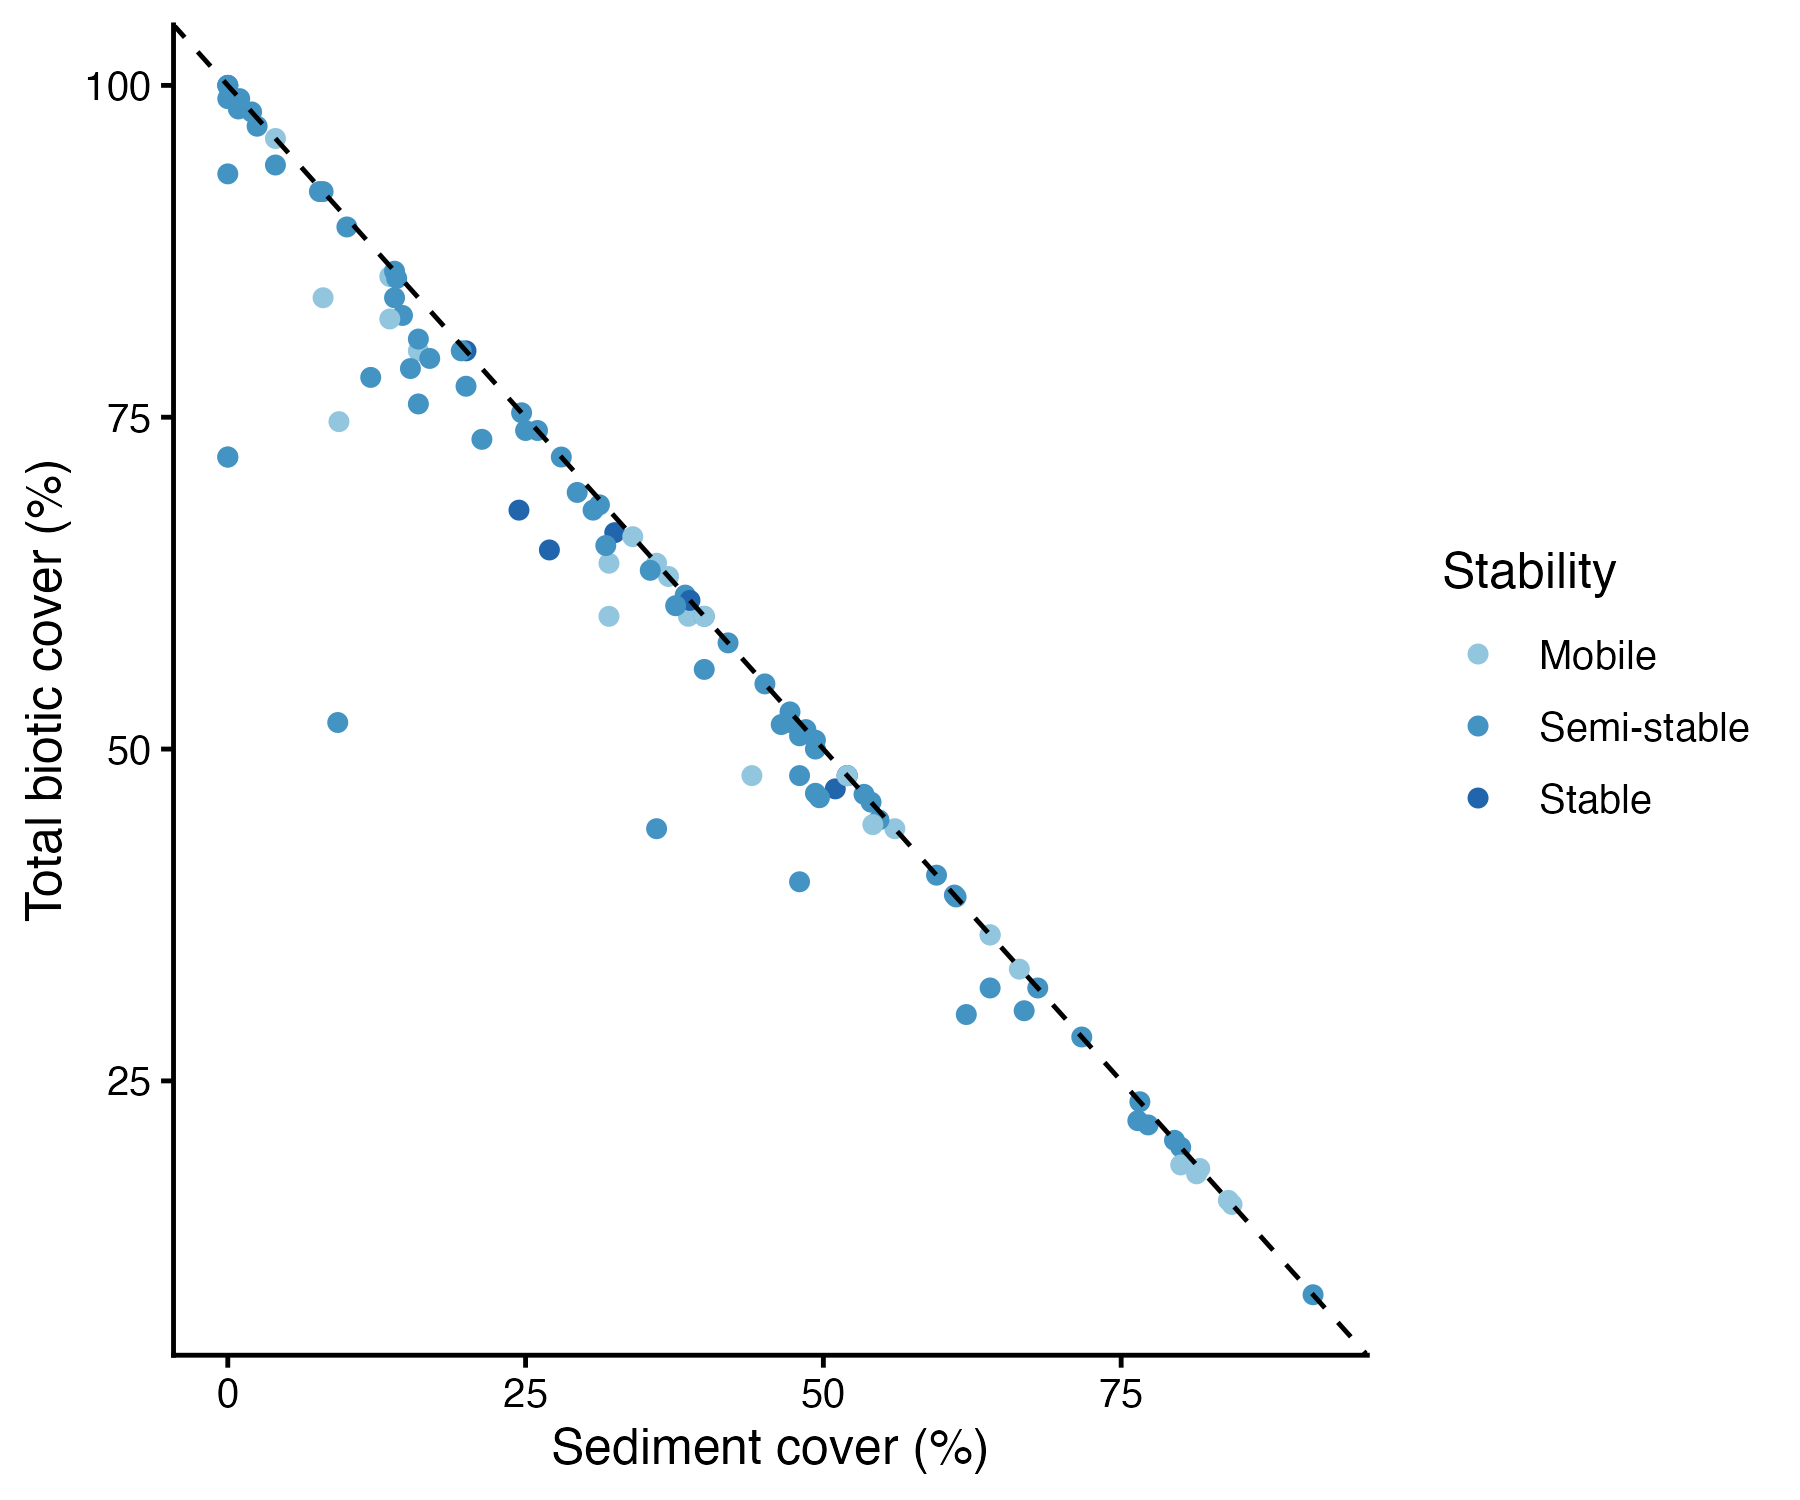 100
75
50
25
Total biotic cover (%)
0 25 50 75
Sediment cover (%)
Stability
Mobile
Semi-stable
Stable